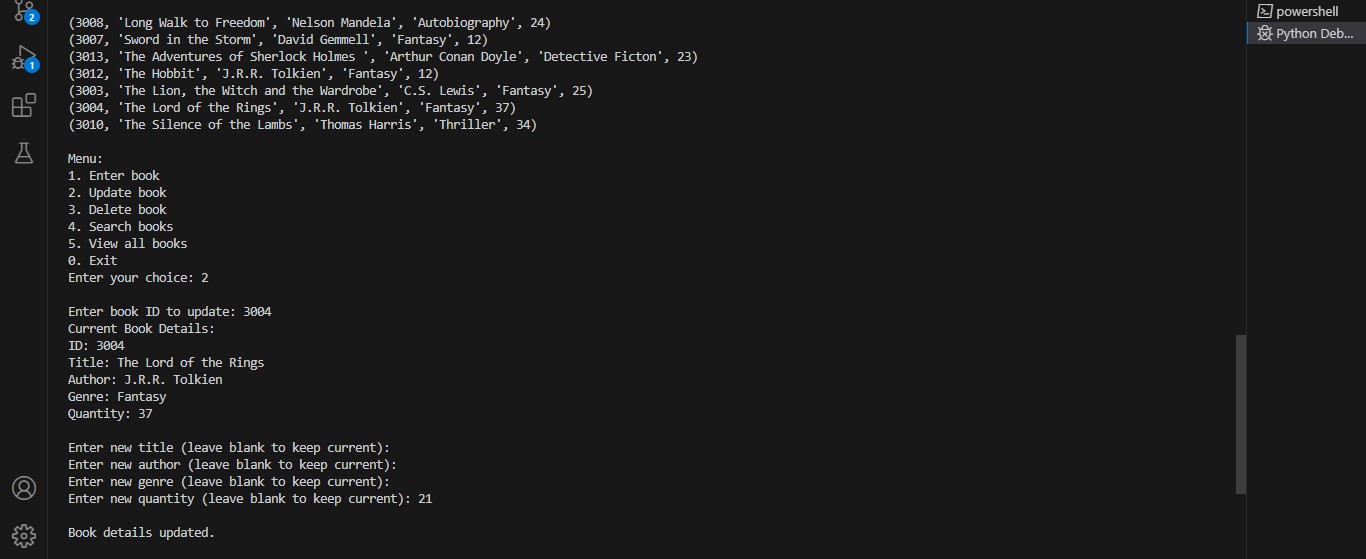 (3008, 'Long Walk to Freedom', 'Nelson Mandela', 'Autobiography', 24)
(3007, 'Sword in the Storm', 'David Gemmell', 'Fantasy', 12)
(3013, 'The Adventures of Sherlock Holmes ', 'Arthur Conan Doyle', 'Detective Ficton', 23)
(3012, 'The Hobbit', 'J.R.R. Tolkien', 'Fantasy', 12)
(3003, 'The Lion, the Witch and the Wardrobe', 'C.S. Lewis', 'Fantasy', 25)
(3004, 'The Lord of the Rings', 'J.R.R. Tolkien', 'Fantasy', 37)
(3010, 'The Silence of the Lambs', 'Thomas Harris', 'Thriller', 34)
Menu:
1. Enter book
2. Update book
3. Delete book
4. Search books
5. View all books
0. Exit
Enter your choice: 2
Enter book ID to update: 3004
Current Book Details:
ID: 3004
Title: The Lord of the Rings
Author: J.R.R. Tolkien
Genre: Fantasy
Quantity: 37
Enter new title (leave blank to keep current):
Enter new author (leave blank to keep current):
Enter new genre (leave blank to keep current):
Enter new quantity (leave blank to keep current): 21
Book details updated.
powershell
Python Deb...
2
1